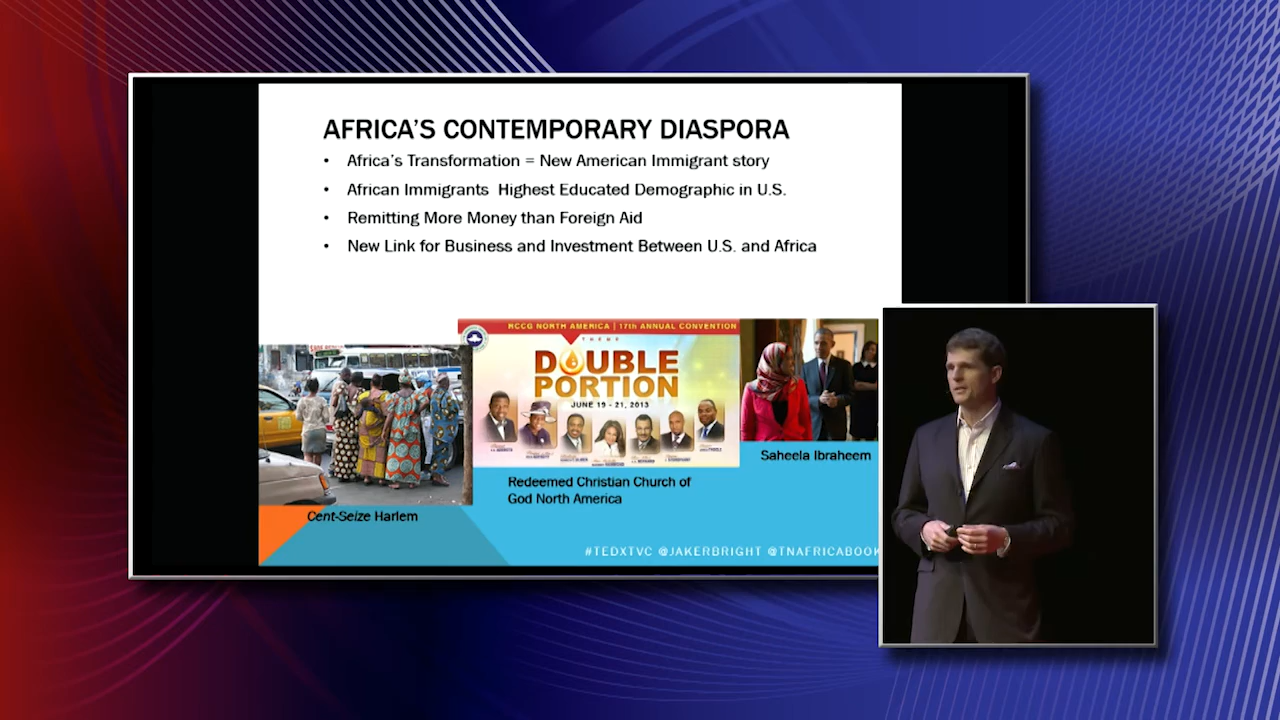 AFRICA'S CONTEMPORARY DIASPORA
• Africa's Transformation = New American Immigrant story
• African Immigrants Highest Educated Demographic in U.S.
• Remitting More Money than Foreign Aid
• New Link for Business and Investment Between U.S. and Africa
RCCG NORTH AMERICA | 17th ANNUAL CONVENTION
THEME
DOUBLE
PORTION
JUNE 19 - 21, 2013
Saheela Ibraheem
Redeemed Christian Church of
God North America
Cent-Seize Harlem
#TEDXTVC @JAKERBRIGHT @TNAFRICABOOK